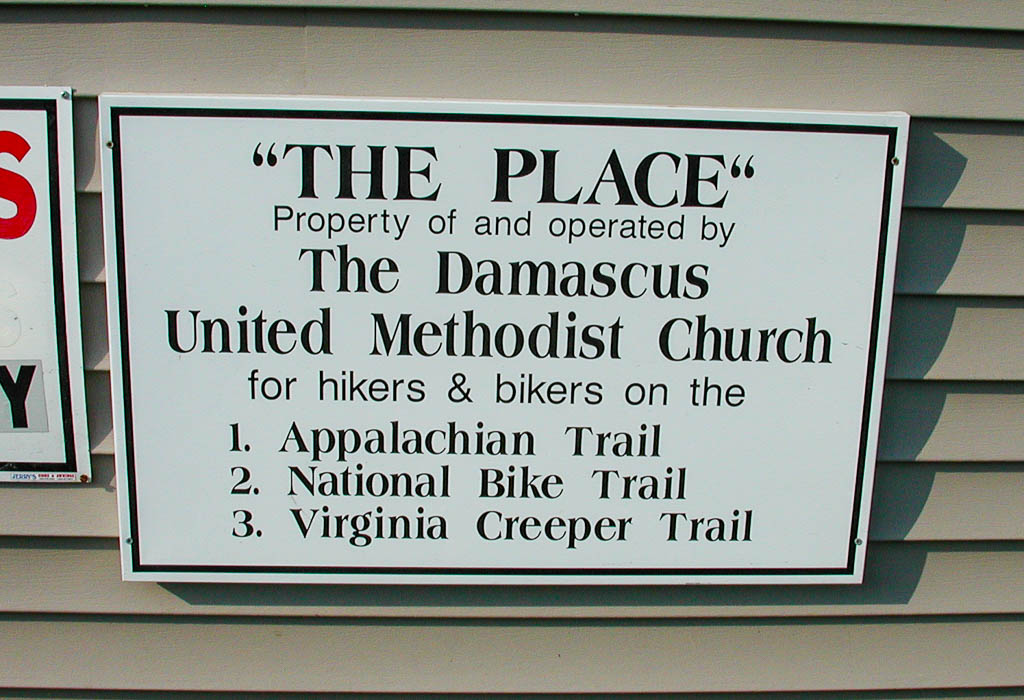 S
Y
JERRY'S
“THE PLACE“
Property of and operated by
The Damascus
United Methodist Church
for hikers & bikers on the
1. Appalachian Trail
2. National Bike Trail
3. Virginia Creeper Trail